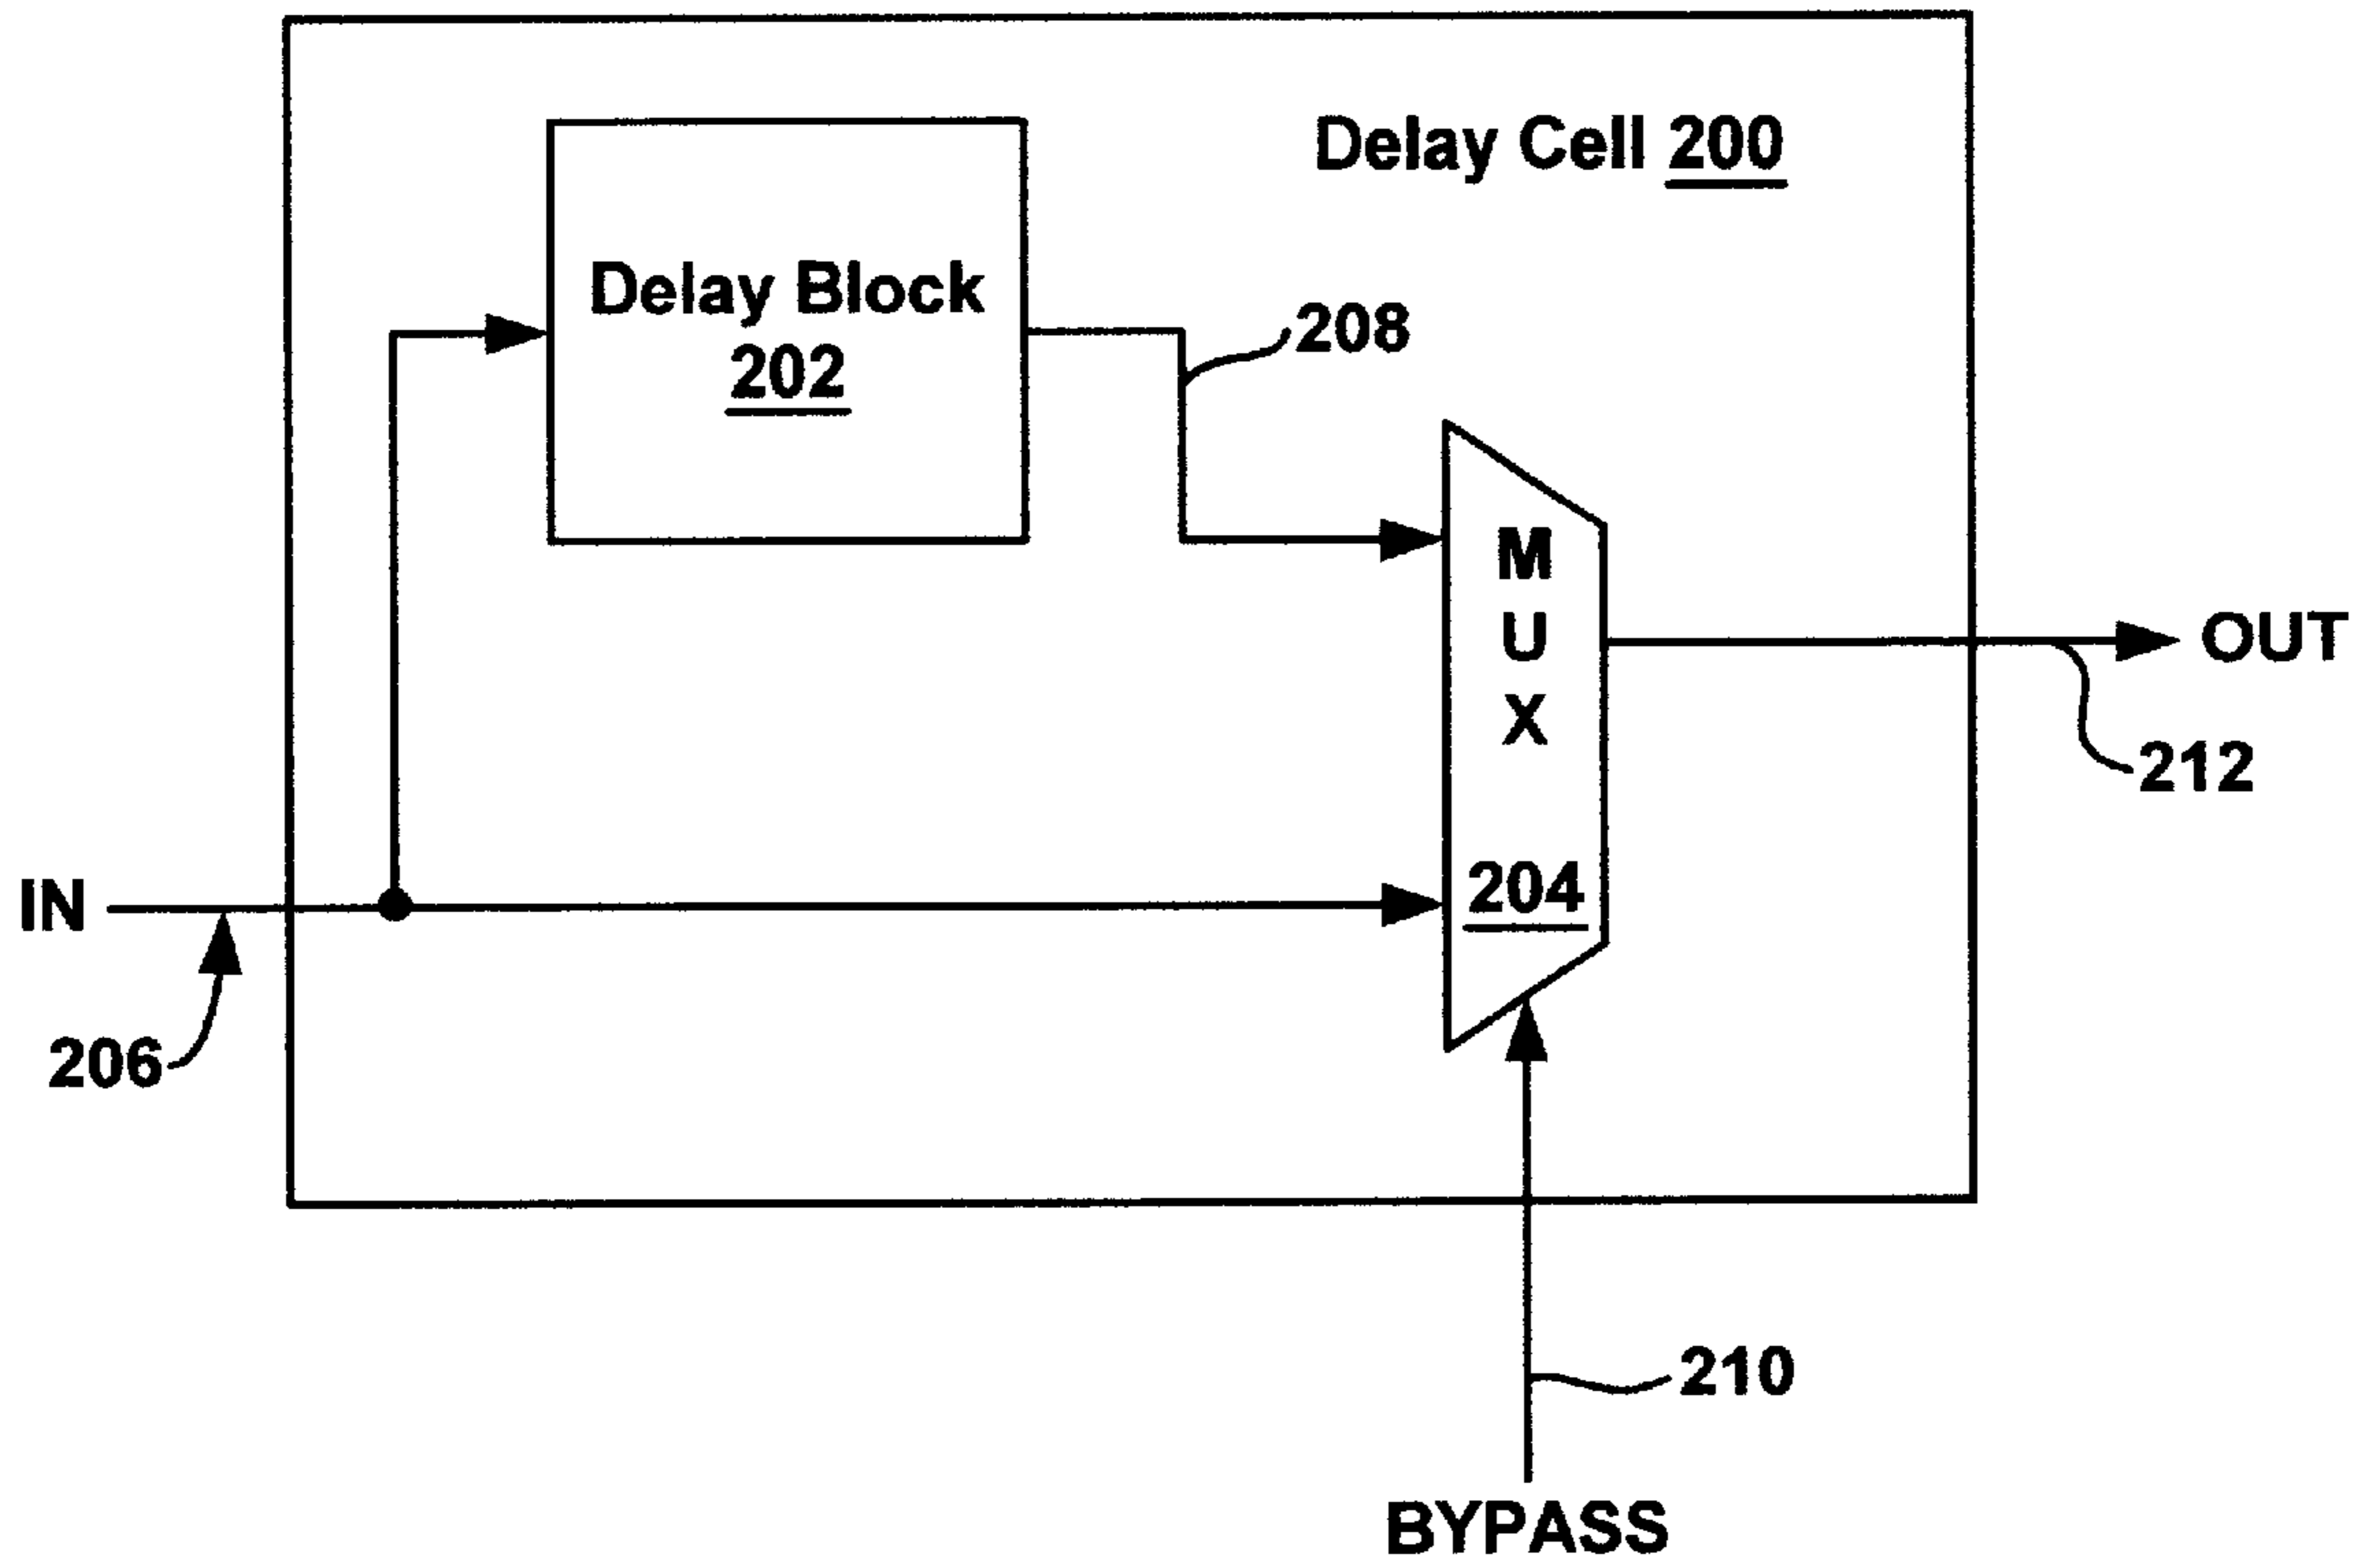 Delay Cell 200
Delay Block
202
208
M
U
X
204
OUT
212
IN
206
210
BYPASS